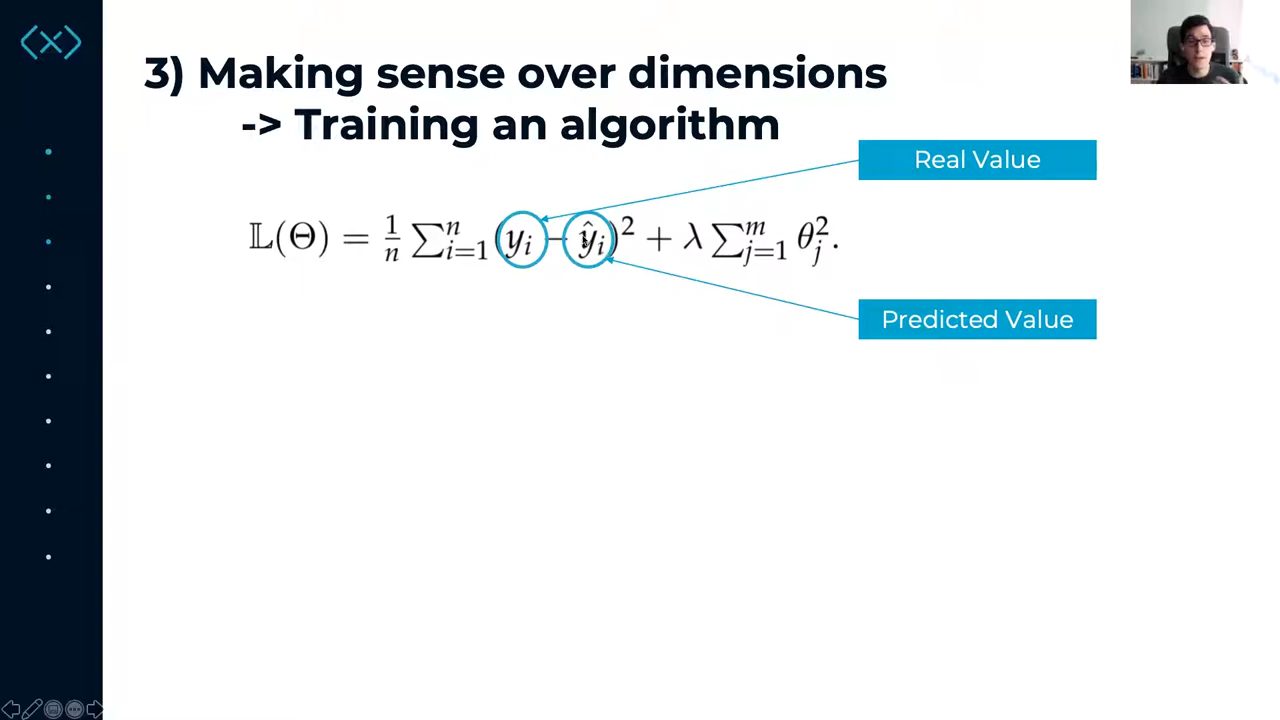 3) Making sense over dimensions
-> Training an algorithm
Real Value
𝕃(Θ) = 1/n ∑ⁿᵢ₌₁(yᵢ − ŷᵢ)² + λ ∑ᵐⱼ₌₁ θⱼ².
Predicted Value